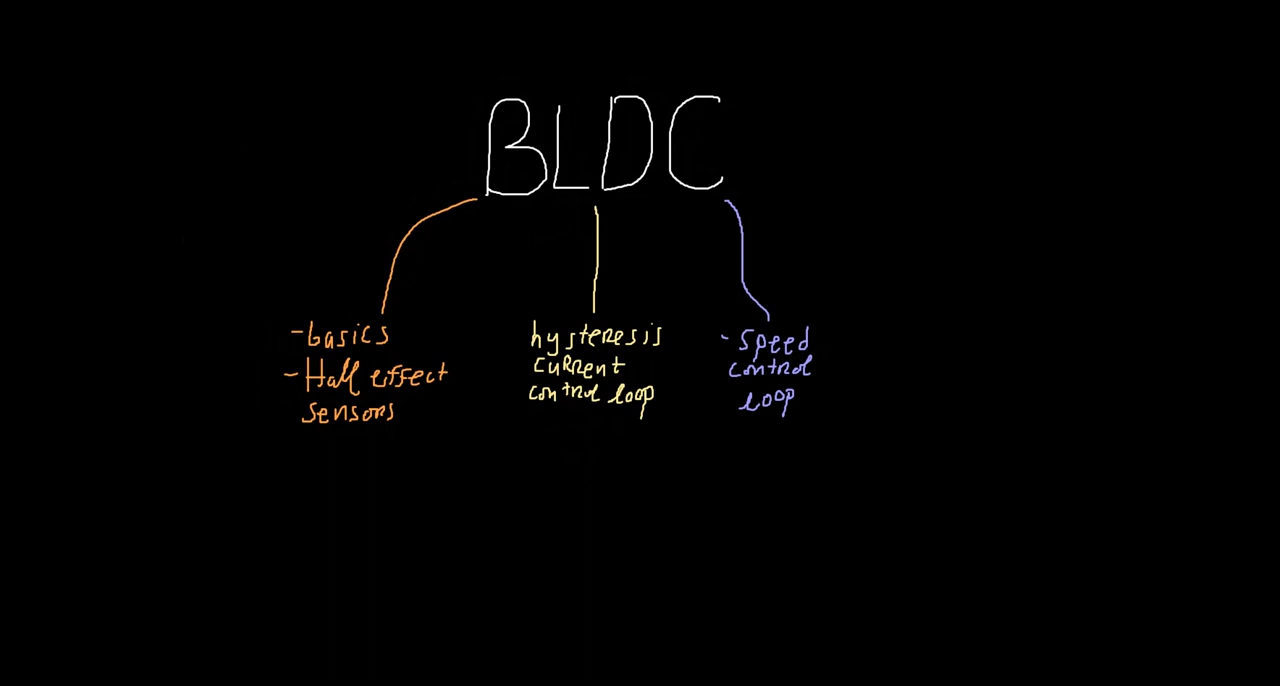 BLDC
- basics
- Hall effect
sensors
hysteresis
current
control loop
- Speed
control
loop